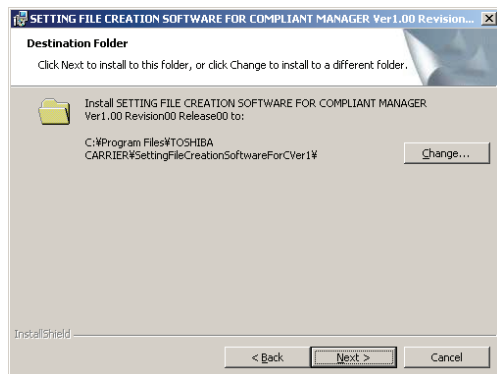 SETTING FILE CREATION SOFTWARE FOR COMPLIANT MANAGER Ver1.00 Revision...
Destination Folder
Click Next to install to this folder, or click Change to install to a different folder.
Install SETTING FILE CREATION SOFTWARE FOR COMPLIANT MANAGER
Ver1.00 Revision00 Release00 to:
C:¥Program Files¥TOSHIBA
CARRIER¥SettingFileCreationSoftwareForCVer1¥
Change...
InstallShield
< Back
Next >
Cancel